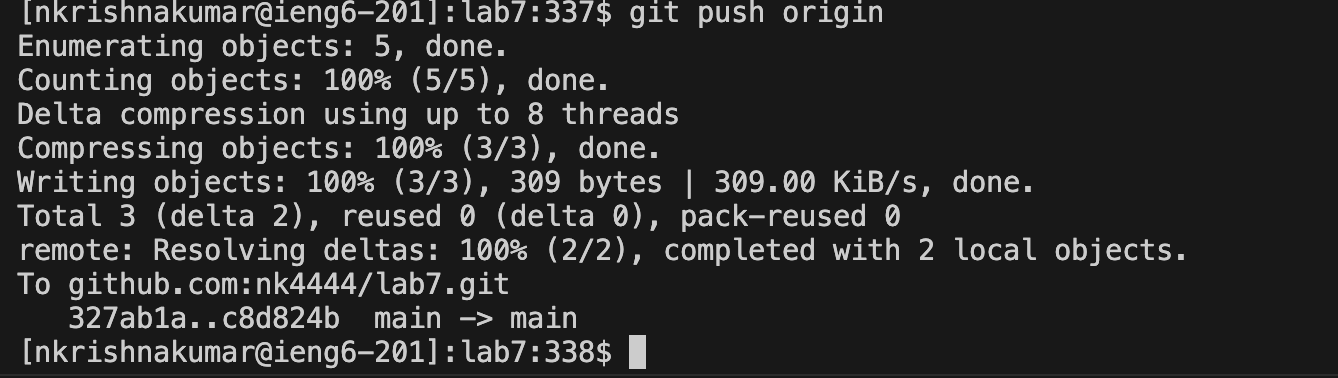 [nkrishnakumar@ieng6-201]:lab7:337$ git push origin
Enumerating objects: 5, done.
Counting objects: 100% (5/5), done.
Delta compression using up to 8 threads
Compressing objects: 100% (3/3), done.
Writing objects: 100% (3/3), 309 bytes | 309.00 KiB/s, done.
Total 3 (delta 2), reused 0 (delta 0), pack-reused 0
remote: Resolving deltas: 100% (2/2), completed with 2 local objects.
To github.com:nk4444/lab7.git
   327ab1a..c8d824b  main -> main
[nkrishnakumar@ieng6-201]:lab7:338$